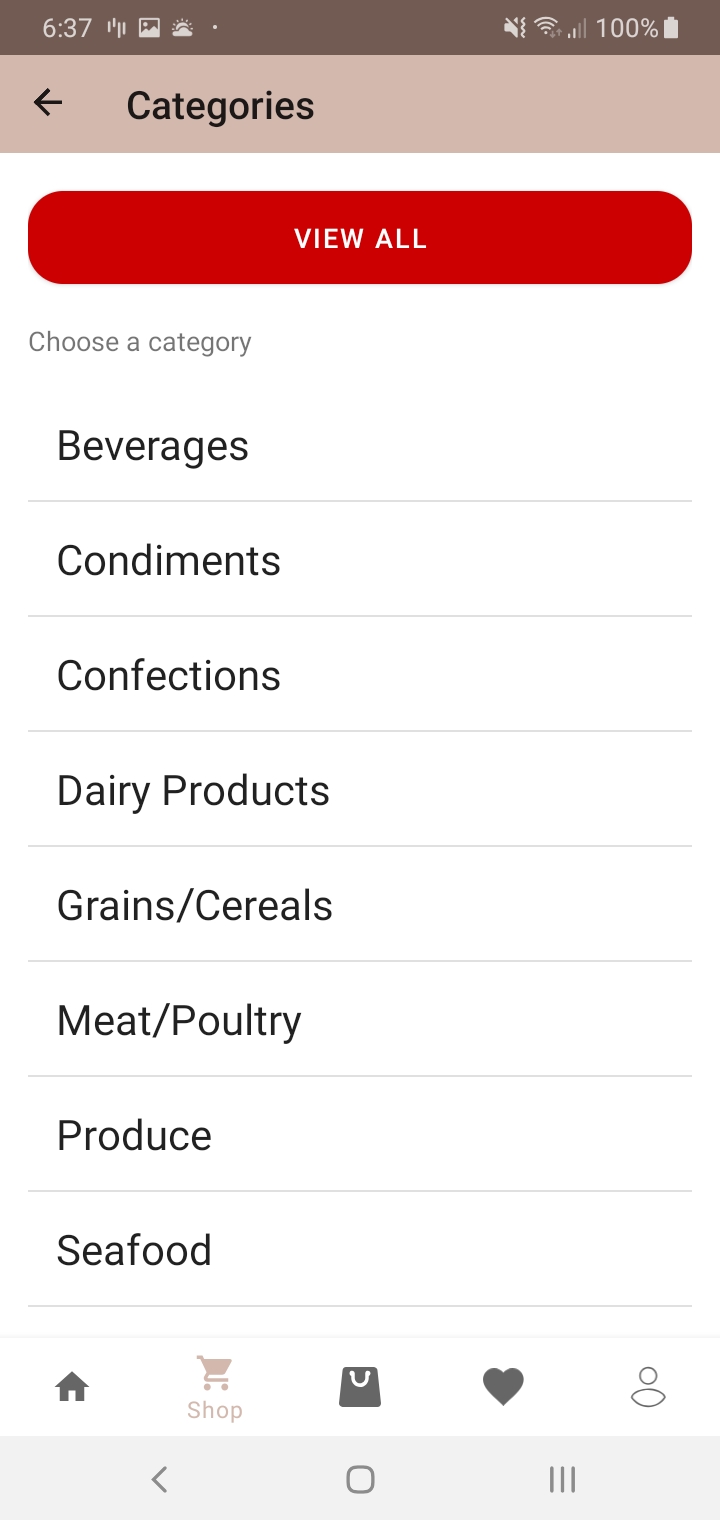 6:37 100%
Categories
VIEW ALL
Choose a category
Beverages
Condiments
Confections
Dairy Products
Grains/Cereals
Meat/Poultry
Produce
Seafood
Shop